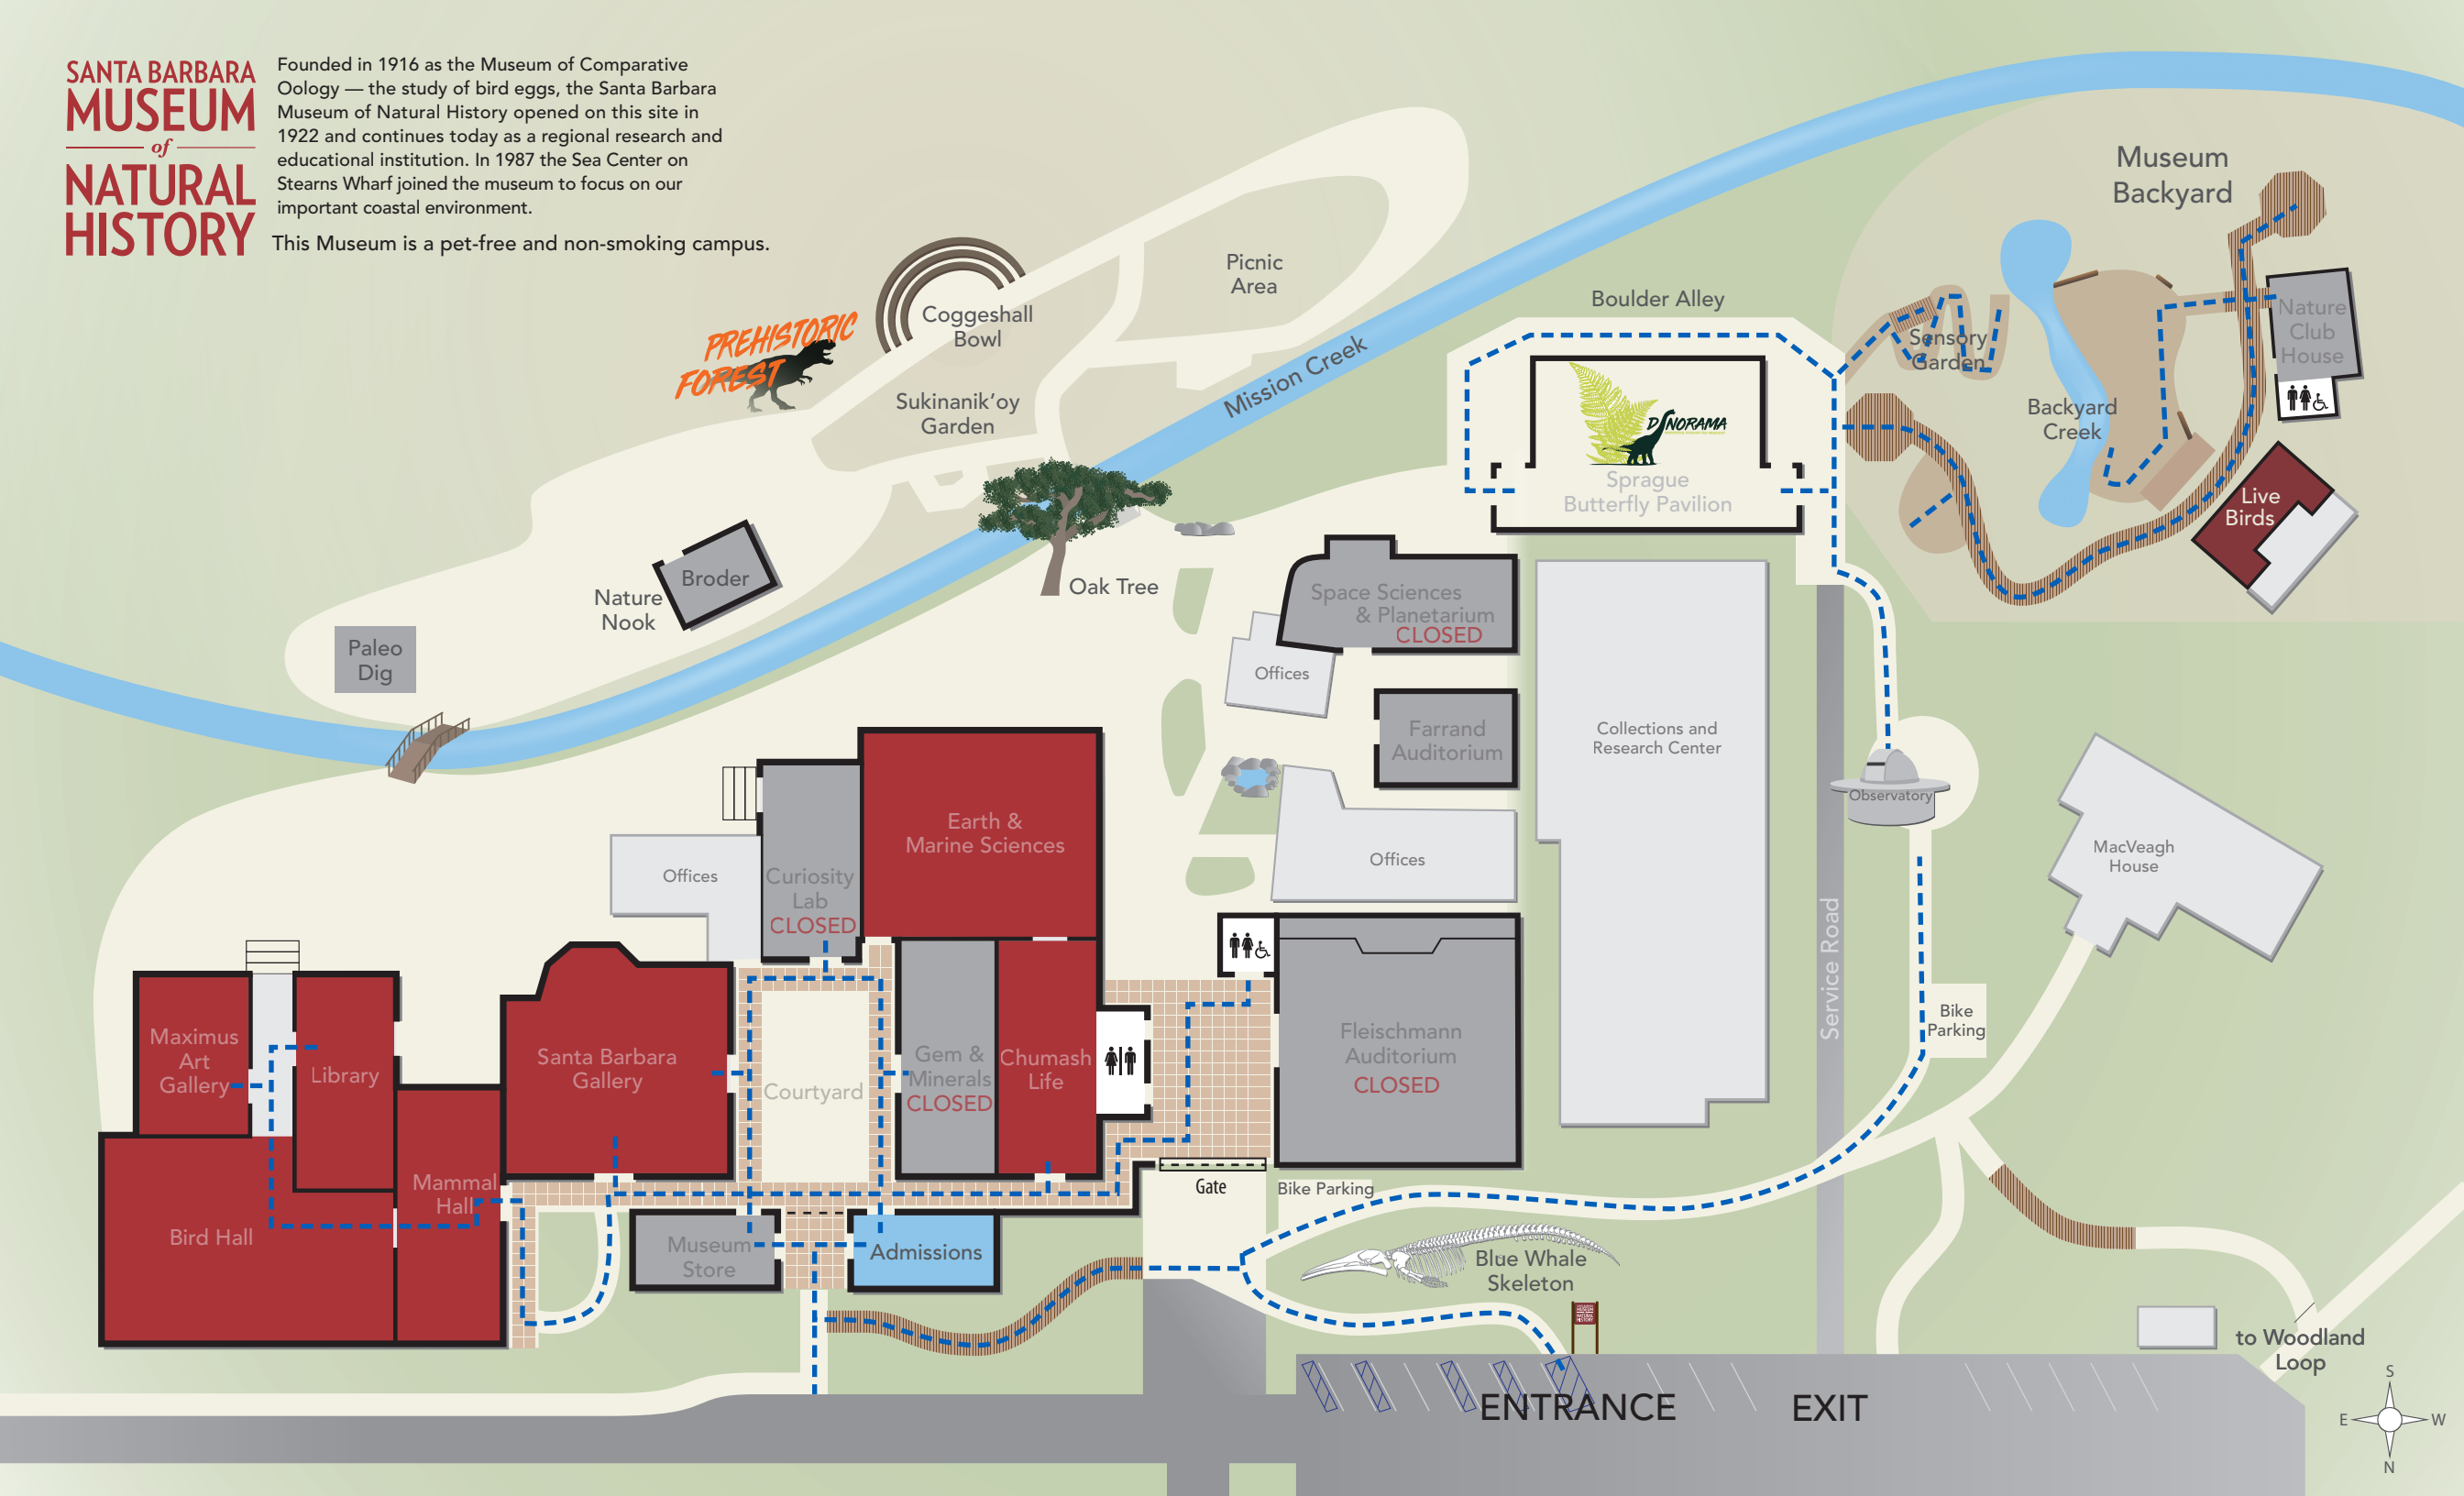 SANTA BARBARA
MUSEUM
of
NATURAL
HISTORY
Founded in 1916 as the Museum of Comparative
Oology — the study of bird eggs, the Santa Barbara
Museum of Natural History opened on this site in
1922 and continues today as a regional research and
educational institution. In 1987 the Sea Center on
Stearns Wharf joined the museum to focus on our
important coastal environment.
This Museum is a pet-free and non-smoking campus.
Museum
Backyard
Picnic
Area
Boulder Alley
Coggeshall
Bowl
PREHISTORIC
FOREST
Mission Creek
Sukinanik'oy
Garden
Sensory
Garden
Nature
Club
House
Backyard
Creek
DINORAMA
Sprague
Butterfly Pavilion
Live
Birds
Broder
Nature
Nook
Oak Tree
Space Sciences
& Planetarium
CLOSED
Paleo
Dig
Offices
Farrand
Auditorium
Collections and
Research Center
Observatory
Earth &
Marine Sciences
MacVeagh
House
Offices
Offices
Curiosity
Lab
CLOSED
Service Road
Bike
Parking
Maximus
Art
Gallery
Library
Santa Barbara
Gallery
Courtyard
Gem &
Minerals
CLOSED
Chumash
Life
Fleischmann
Auditorium
CLOSED
Mammal
Hall
Bird Hall
Gate
Bike Parking
Museum
Store
Admissions
Blue Whale
Skeleton
to Woodland
Loop
ENTRANCE
EXIT
S
E
W
N